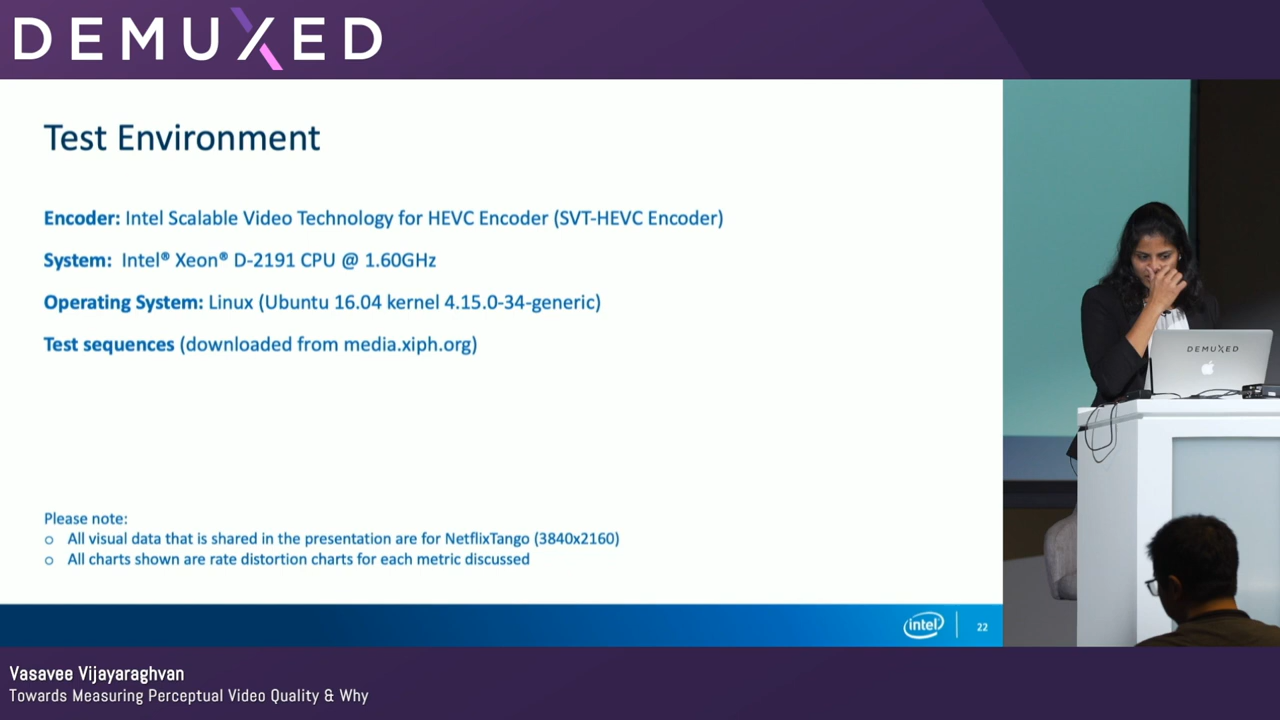 DEMUXED
Test Environment
Encoder: Intel Scalable Video Technology for HEVC Encoder (SVT-HEVC Encoder)
System: Intel® Xeon® D-2191 CPU @ 1.60GHz
Operating System: Linux (Ubuntu 16.04 kernel 4.15.0-34-generic)
Test sequences (downloaded from media.xiph.org)
Please note:
o All visual data that is shared in the presentation are for NetflixTango (3840x2160)
o All charts shown are rate distortion charts for each metric discussed
intel
22
DEMUXED
Vasavee Vijayaraghvan
Towards Measuring Perceptual Video Quality & Why